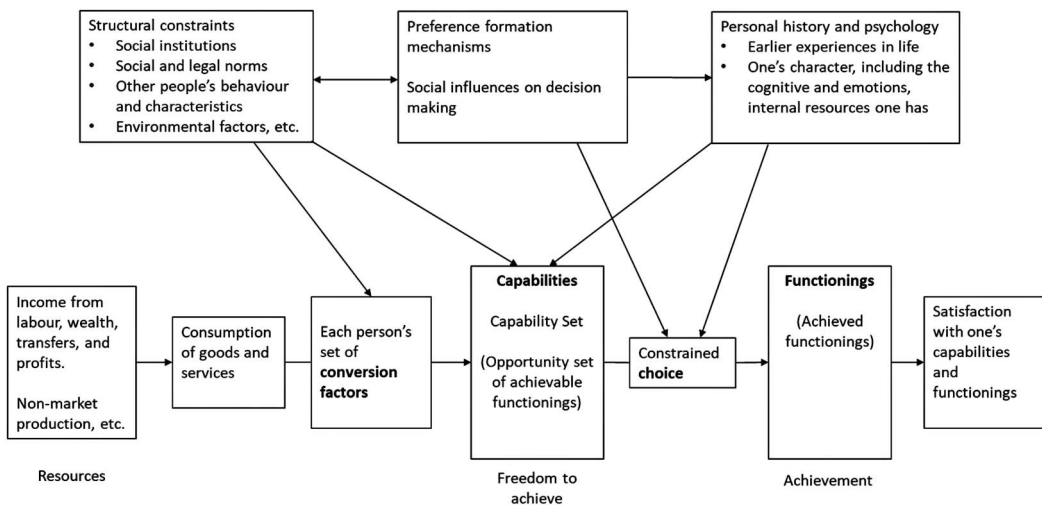 Structural constraints
• Social institutions
• Social and legal norms
• Other people's behaviour
and characteristics
• Environmental factors, etc.
Preference formation
mechanisms
Social influences on decision
making
Personal history and psychology
• Earlier experiences in life
• One's character, including the
cognitive and emotions,
internal resources one has
Income from
labour, wealth,
transfers, and
profits.
Non-market
production, etc.
Resources
Consumption
of goods and
services
Each person's
set of
conversion
factors
Capabilities
Capability Set
(Opportunity set
of achievable
functionings)
Freedom to
achieve
Constrained
choice
Functionings
(Achieved
functionings)
Achievement
Satisfaction
with one's
capabilities
and
functionings